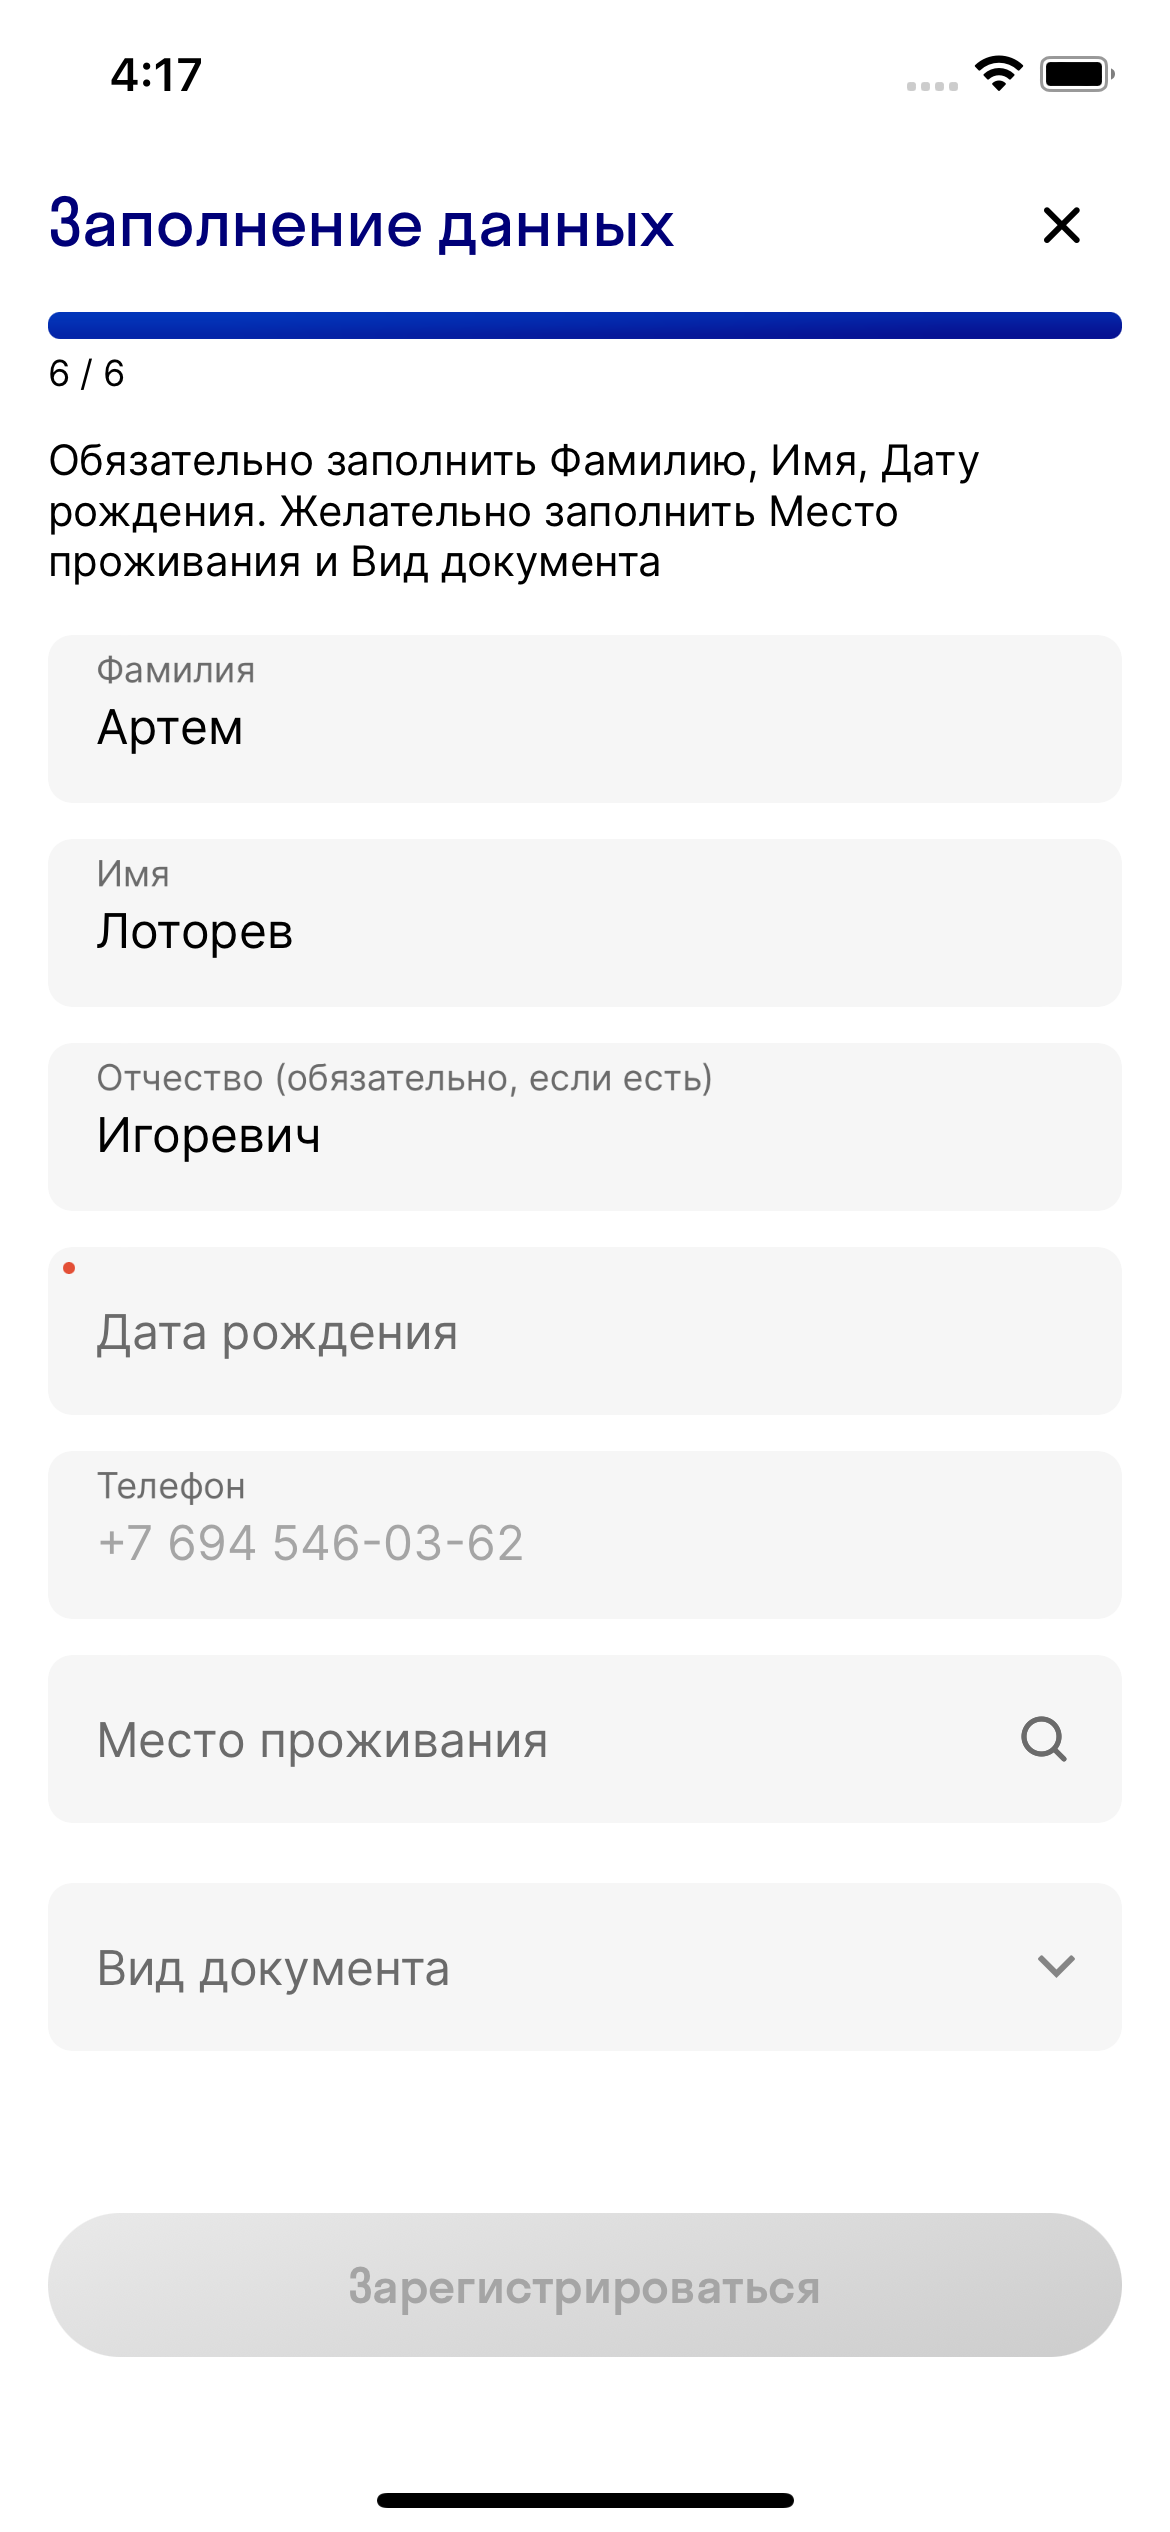 4:17
Заполнение данных
6 / 6
Обязательно заполнить Фамилию, Имя, Дату
рождения. Желательно заполнить Место
проживания и Вид документа
Фамилия
Артем
Имя
Лоторев
Отчество (обязательно, если есть)
Игоревич
Дата рождения
Телефон
+7 694 546-03-62
Место проживания
Вид документа
Зарегистрироваться